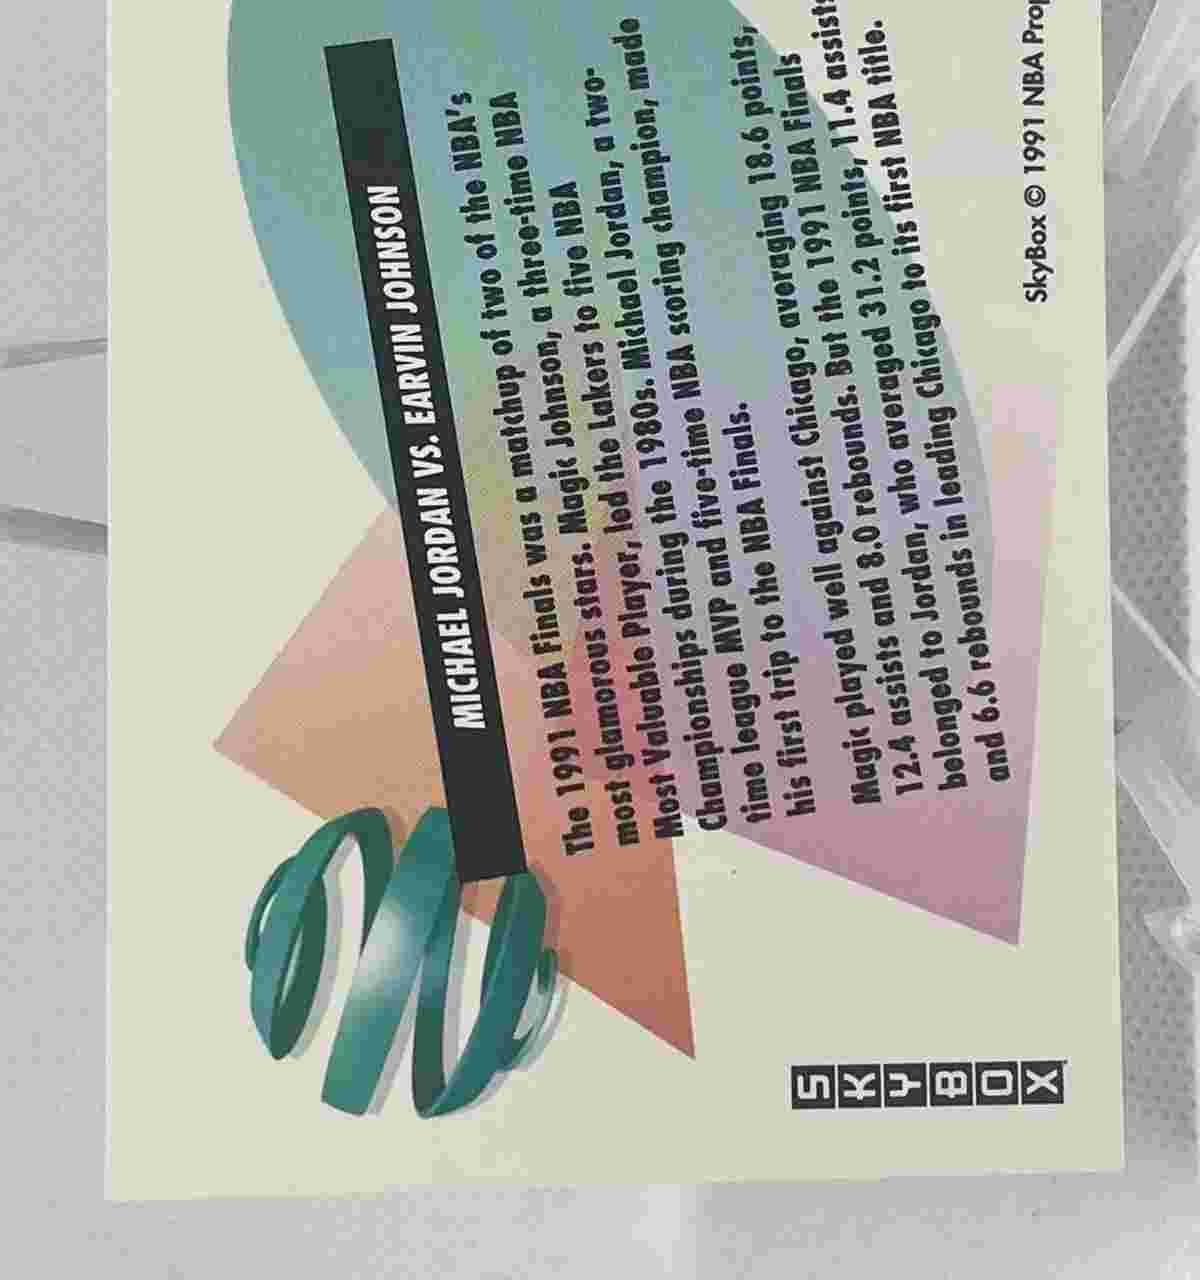 MICHAEL JORDAN VS. EARVIN JOHNSON
The 1991 NBA Finals was a matchup of two of the NBA's
most glamorous stars. Magic Johnson, a three-time NBA
Most Valuable Player, led the Lakers to five NBA
Championships during the 1980s. Michael Jordan, a two-
time league MVP and five-time NBA scoring champion, made
his first trip to the NBA Finals.
Magic played well against Chicago, averaging 18.6 points,
12.4 assists and 8.0 rebounds. But the 1991 NBA Finals
belonged to Jordan, who averaged 31.2 points, 11.4 assists
and 6.6 rebounds in leading Chicago to its first NBA title.
SKYBOX
SkyBox © 1991 NBA Prop